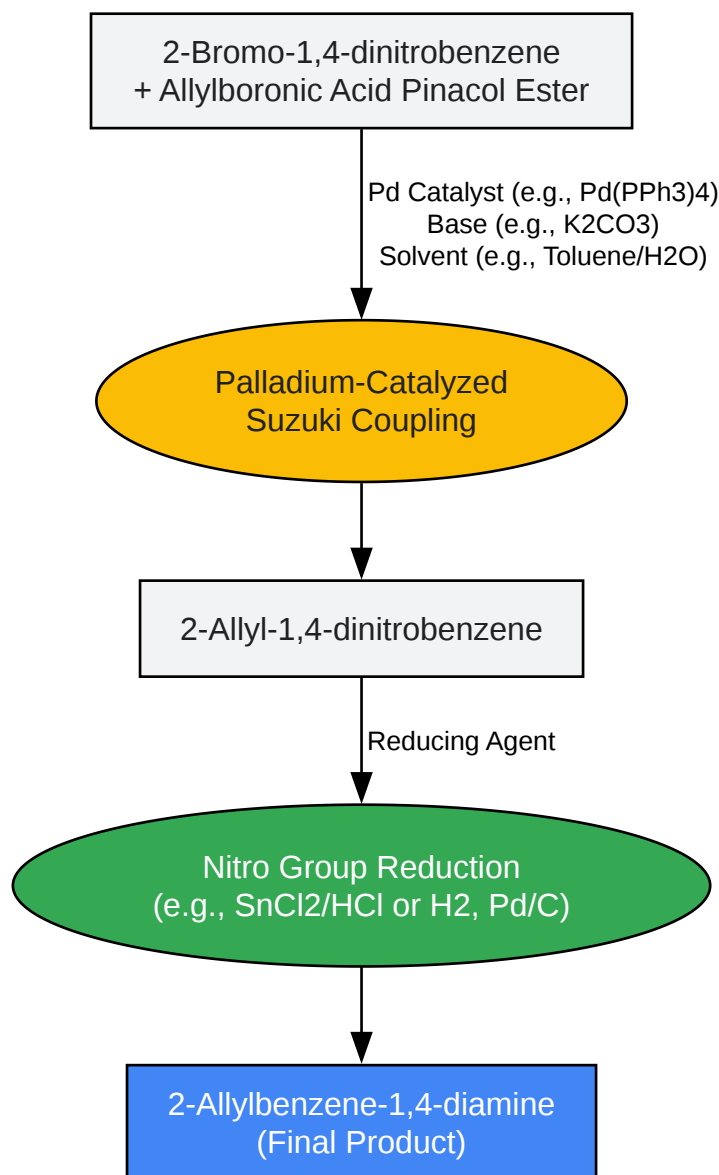 2-Bromo-1,4-dinitrobenzene
+ Allylboronic Acid Pinacol Ester
Pd Catalyst (e.g., Pd(PPh3)4)
Base (e.g., K2CO3)
Solvent (e.g., Toluene/H2O)
Palladium-Catalyzed
Suzuki Coupling
2-Allyl-1,4-dinitrobenzene
Reducing Agent
Nitro Group Reduction
(e.g., SnCl2/HCl or H2, Pd/C)
2-Allylbenzene-1,4-diamine
(Final Product)